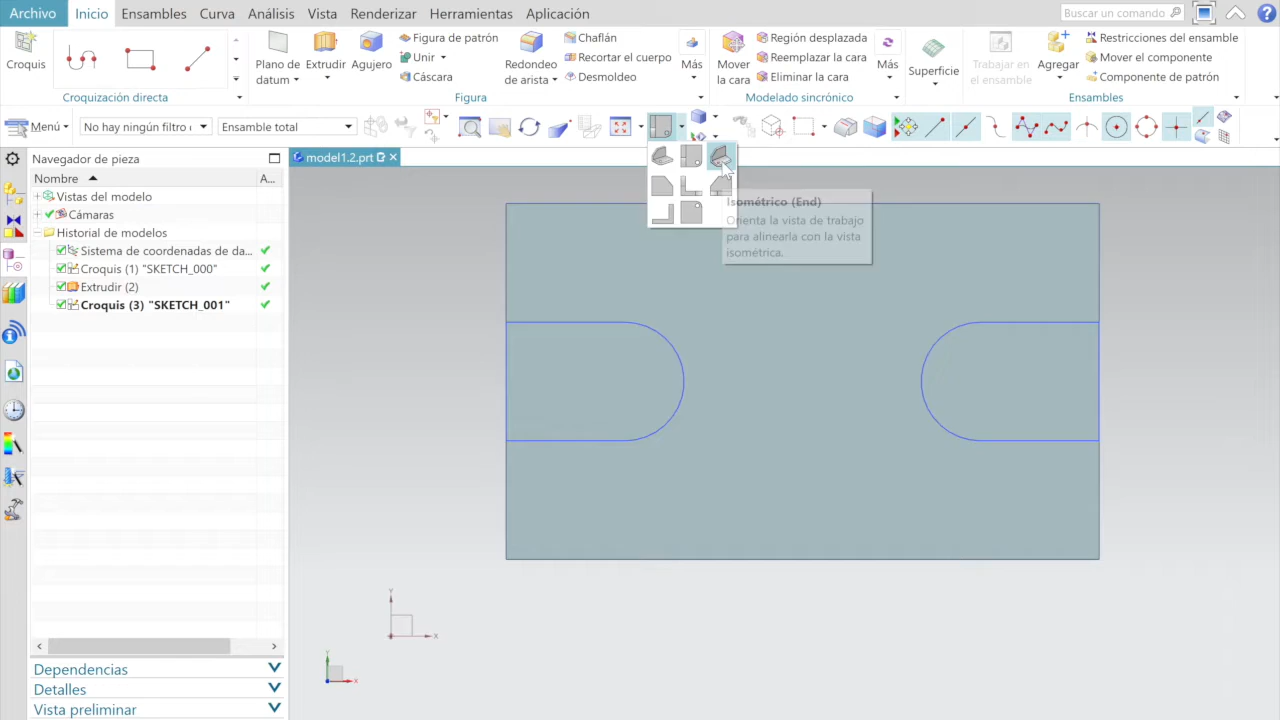 Archivo Inicio Ensambles Curva Análisis Vista Renderizar Herramientas Aplicación Buscar un comando
Croquis
Croquización directa
Plano de datum
Extrudir
Agujero
Figura de patrón
Unir
Cáscara
Redondeo de arista
Chaflán
Recortar el cuerpo
Desmoldeo
Más
Figura
Mover la cara
Región desplazada
Reemplazar la cara
Eliminar la cara
Más
Modelado sincrónico
Superficie
Trabajar en el ensamble
Agregar
Restricciones del ensamble
Mover el componente
Componente de patrón
Ensambles
Menú No hay ningún filtro Ensamble total
Navegador de pieza
model1.2.prt
Nombre A...
Vistas del modelo
Cámaras
Historial de modelos
Sistema de coordenadas de da...
Croquis (1) "SKETCH_000"
Extrudir (2)
Croquis (3) "SKETCH_001"
Isométrico (End)
Orienta la vista de trabajo
para alinearla con la vista
isométrica.
Y
X
Y
X
Dependencias
Detalles
Vista preliminar